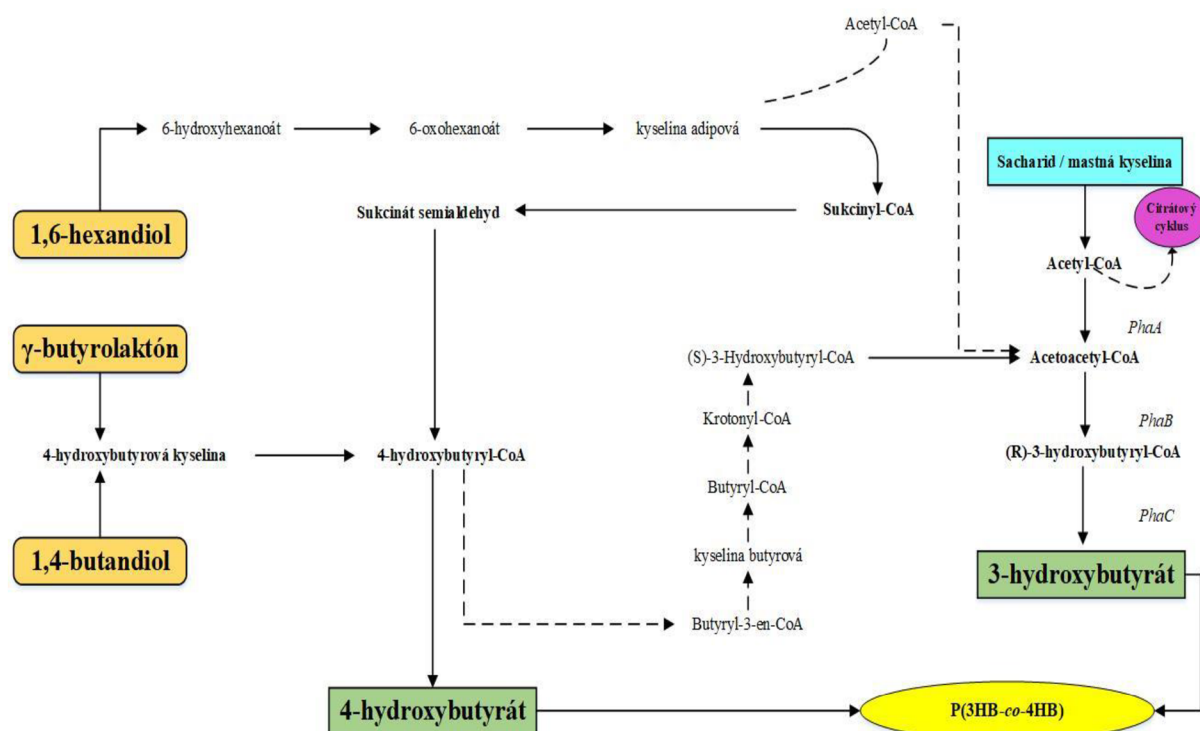 Acetyl-CoA
6-hydroxyhexanoát
6-oxohexanoát
kyselina adipová
Sacharid / mastná kyselina
1,6-hexandiol
Sukcinát semialdehyd
Sukcinyl-CoA
Citrátový
cyklus
Acetyl-CoA
PhaA
γ-butyrolaktón
(S)-3-Hydroxybutyryl-CoA
Acetoacetyl-CoA
Krotonyl-CoA
PhaB
4-hydroxybutyrová kyselina
4-hydroxybutyryl-CoA
(R)-3-hydroxybutyryl-CoA
Butyryl-CoA
PhaC
1,4-butandiol
kyselina butyrová
3-hydroxybutyrát
Butyryl-3-en-CoA
4-hydroxybutyrát
P(3HB-co-4HB)